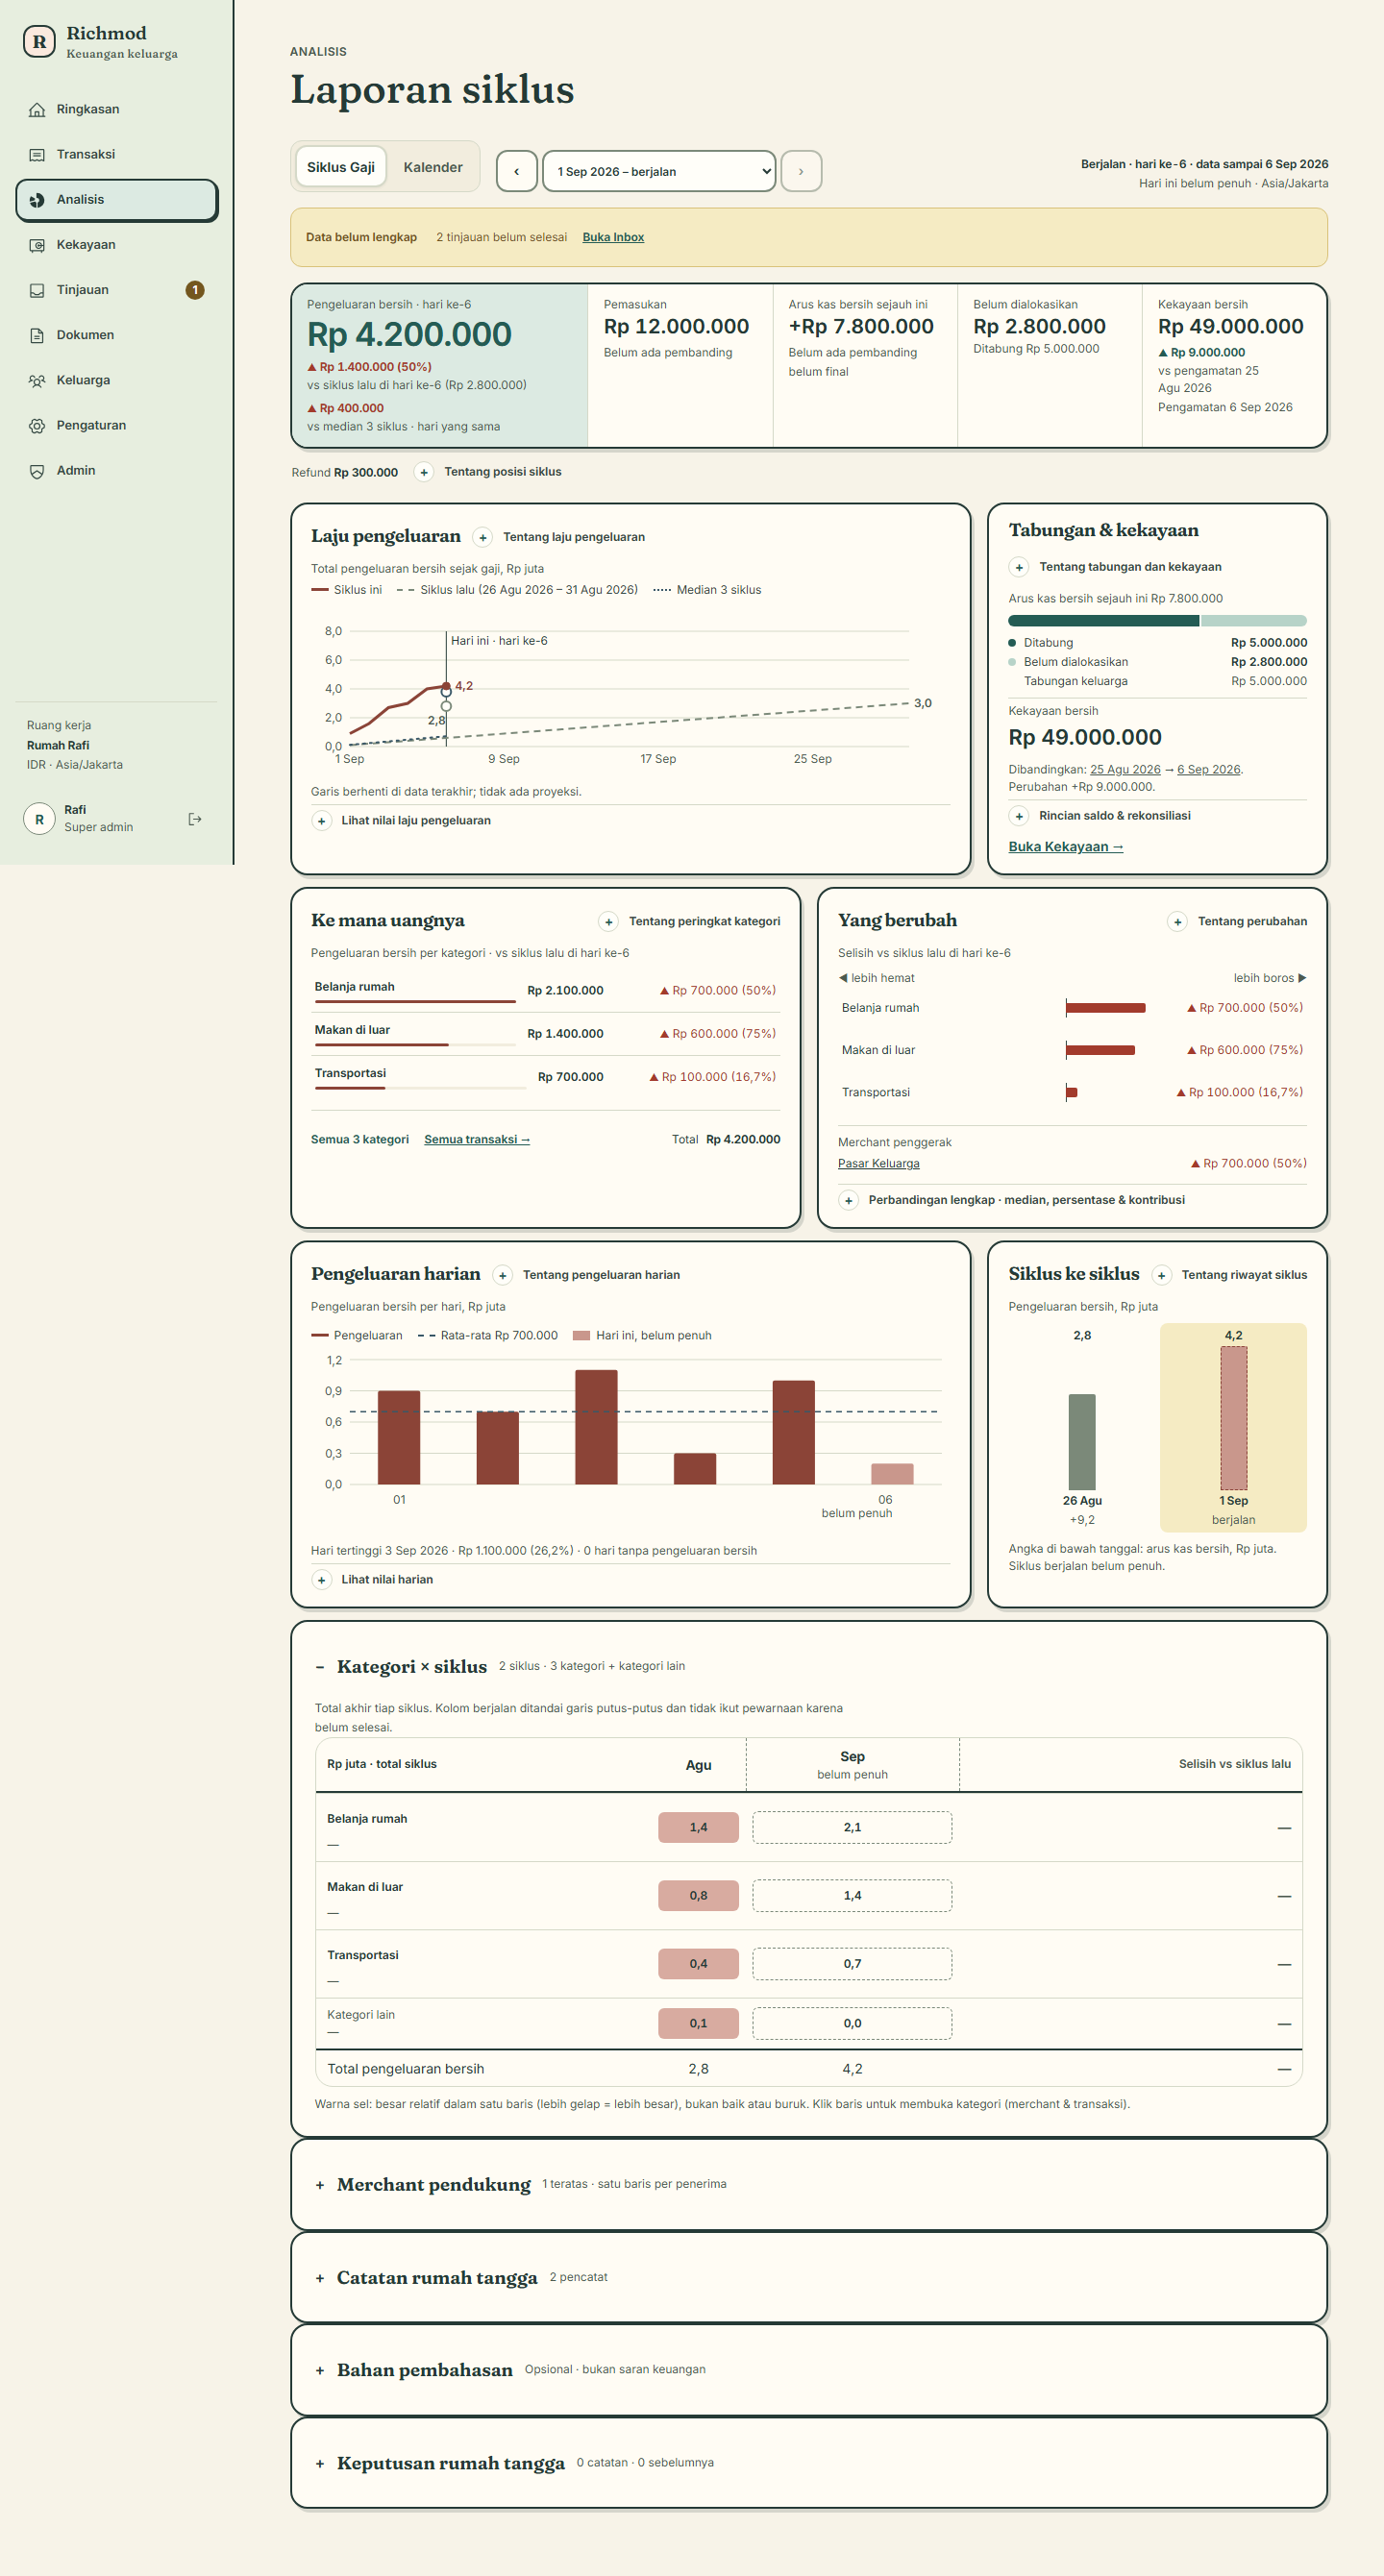 R
Richmod
Keuangan keluarga
Ringkasan
Transaksi
Analisis
Kekayaan
Tinjauan
1
Dokumen
Keluarga
Pengaturan
Admin
Ruang kerja
Rumah Rafi
IDR · Asia/Jakarta
R
Rafi
Super admin
ANALISIS
Laporan siklus
Siklus Gaji
Kalender
‹
1 Sep 2026 – berjalan
›
Berjalan · hari ke-6 · data sampai 6 Sep 2026
Hari ini belum penuh · Asia/Jakarta
Data belum lengkap
2 tinjauan belum selesai
Buka Inbox
Pengeluaran bersih · hari ke-6
Rp 4.200.000
▲ Rp 1.400.000 (50%)
vs siklus lalu di hari ke-6 (Rp 2.800.000)
▲ Rp 400.000
vs median 3 siklus · hari yang sama
Pemasukan
Rp 12.000.000
Belum ada pembanding
Arus kas bersih sejauh ini
+Rp 7.800.000
Belum ada pembanding
belum final
Belum dialokasikan
Rp 2.800.000
Ditabung Rp 5.000.000
Kekayaan bersih
Rp 49.000.000
▲ Rp 9.000.000
vs pengamatan 25
Agu 2026
Pengamatan 6 Sep 2026
Refund Rp 300.000
+ Tentang posisi siklus
Laju pengeluaran
+ Tentang laju pengeluaran
Total pengeluaran bersih sejak gaji, Rp juta
Siklus ini
Siklus lalu (26 Agu 2026 – 31 Agu 2026)
Median 3 siklus
8,0
Hari ini · hari ke-6
6,0
4,0
4,2
2,0
2,8
3,0
0,0
1 Sep
9 Sep
17 Sep
25 Sep
Garis berhenti di data terakhir; tidak ada proyeksi.
+ Lihat nilai laju pengeluaran
Tabungan & kekayaan
+ Tentang tabungan dan kekayaan
Arus kas bersih sejauh ini Rp 7.800.000
Ditabung Rp 5.000.000
Belum dialokasikan Rp 2.800.000
Tabungan keluarga Rp 5.000.000
Kekayaan bersih
Rp 49.000.000
Dibandingkan: 25 Agu 2026 → 6 Sep 2026.
Perubahan +Rp 9.000.000.
+ Rincian saldo & rekonsiliasi
Buka Kekayaan →
Ke mana uangnya
+ Tentang peringkat kategori
Pengeluaran bersih per kategori · vs siklus lalu di hari ke-6
Belanja rumah Rp 2.100.000 ▲ Rp 700.000 (50%)
Makan di luar Rp 1.400.000 ▲ Rp 600.000 (75%)
Transportasi Rp 700.000 ▲ Rp 100.000 (16,7%)
Semua 3 kategori Semua transaksi → Total Rp 4.200.000
Yang berubah
+ Tentang perubahan
Selisih vs siklus lalu di hari ke-6
◀ lebih hemat lebih boros ▶
Belanja rumah ▲ Rp 700.000 (50%)
Makan di luar ▲ Rp 600.000 (75%)
Transportasi ▲ Rp 100.000 (16,7%)
Merchant penggerak
Pasar Keluarga ▲ Rp 700.000 (50%)
+ Perbandingan lengkap · median, persentase & kontribusi
Pengeluaran harian
+ Tentang pengeluaran harian
Pengeluaran bersih per hari, Rp juta
Pengeluaran
Rata-rata Rp 700.000
Hari ini, belum penuh
1,2
0,9
0,6
0,3
0,0
01
06
belum penuh
Hari tertinggi 3 Sep 2026 · Rp 1.100.000 (26,2%) · 0 hari tanpa pengeluaran bersih
+ Lihat nilai harian
Siklus ke siklus
+ Tentang riwayat siklus
Pengeluaran bersih, Rp juta
2,8
4,2
26 Agu
1 Sep
+9,2
berjalan
Angka di bawah tanggal: arus kas bersih, Rp juta.
Siklus berjalan belum penuh.
– Kategori × siklus 2 siklus · 3 kategori + kategori lain
Total akhir tiap siklus. Kolom berjalan ditandai garis putus-putus dan tidak ikut pewarnaan karena
belum selesai.
Rp juta · total siklus
Agu
Sep
belum penuh
Selisih vs siklus lalu
Belanja rumah
—
1,4
2,1
—
Makan di luar
—
0,8
1,4
—
Transportasi
—
0,4
0,7
—
Kategori lain
—
0,1
0,0
—
Total pengeluaran bersih
2,8
4,2
—
Warna sel: besar relatif dalam satu baris (lebih gelap = lebih besar), bukan baik atau buruk. Klik baris untuk membuka kategori (merchant & transaksi).
+ Merchant pendukung 1 teratas · satu baris per penerima
+ Catatan rumah tangga 2 pencatat
+ Bahan pembahasan Opsional · bukan saran keuangan
+ Keputusan rumah tangga 0 catatan · 0 sebelumnya